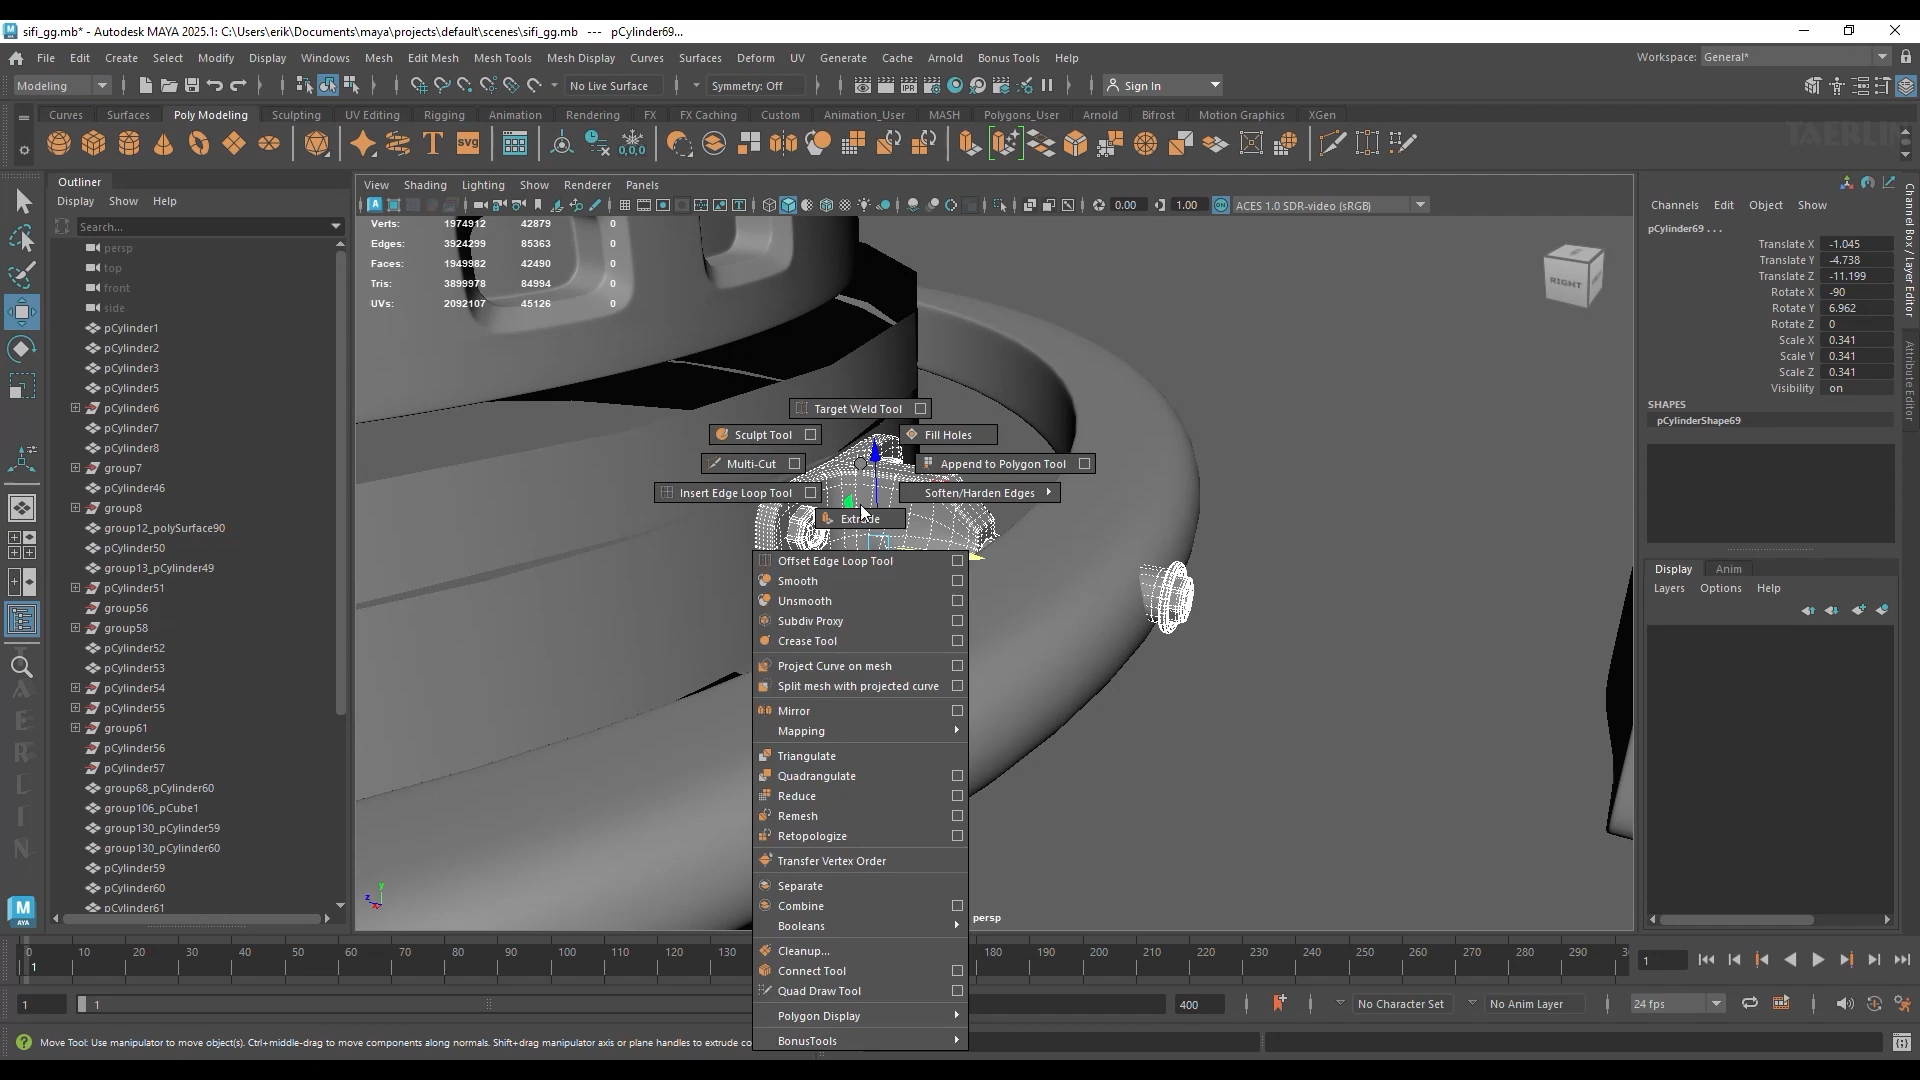 sifi_gg.mb* - Autodesk MAYA 2025.1: C:\Users\erik\Documents\maya\projects\default\scenes\sifi_gg.mb --- pCylinder69...
File Edit Create Select Modify Display Windows Mesh Edit Mesh Mesh Tools Mesh Display Curves Surfaces Deform UV Generate Cache Arnold Bonus Tools Help
Workspace: General*
Modeling No Live Surface Symmetry: Off Sign In
Curves Surfaces Poly Modeling Sculpting UV Editing Rigging Animation Rendering FX FX Caching Custom Animation_User MASH Polygons_User Arnold Bifrost Motion Graphics XGen
Outliner
Display Show Help
Search...
persp
top
front
side
pCylinder1
pCylinder2
pCylinder3
pCylinder5
pCylinder6
pCylinder7
pCylinder8
group7
pCylinder46
group8
group12_polySurface90
pCylinder50
group13_pCylinder49
pCylinder51
group56
group58
pCylinder52
pCylinder53
pCylinder54
pCylinder55
group61
pCylinder56
pCylinder57
group68_pCylinder60
group106_pCube1
group130_pCylinder59
group130_pCylinder60
pCylinder59
pCylinder60
pCylinder61
View Shading Lighting Show Renderer Panels
0.00 1.00 ACES 1.0 SDR-video (sRGB)
Verts: 1974912 42879 0
Edges: 3924299 85363 0
Faces: 1949982 42490 0
Tris: 3899978 84994 0
UVs: 2092107 45126 0
RIGHT
Target Weld Tool
Sculpt Tool
Fill Holes
Multi-Cut
Append to Polygon Tool
Insert Edge Loop Tool
Soften/Harden Edges
Extrude
Offset Edge Loop Tool
Smooth
Unsmooth
Subdiv Proxy
Crease Tool
Project Curve on mesh
Split mesh with projected curve
Mirror
Mapping
Triangulate
Quadrangulate
Reduce
Remesh
Retopologize
Transfer Vertex Order
Separate
Combine
Booleans
Cleanup...
Connect Tool
Quad Draw Tool
Polygon Display
BonusTools
persp
y
z
x
Channels Edit Object Show
pCylinder69 . . .
Translate X -1.045
Translate Y -4.738
Translate Z -11.199
Rotate X -90
Rotate Y 6.962
Rotate Z 0
Scale X 0.341
Scale Y 0.341
Scale Z 0.341
Visibility on
SHAPES
pCylinderShape69
Display Anim
Layers Options Help
Channel Box / Layer Editor
Attribute Editor
0 10 20 30 40 50 60 70 80 90 100 110 120 130 180 190 200 210 220 230 240 250 260 270 280 290
1
1
1 1 400 No Character Set No Anim Layer 24 fps
Move Tool: Use manipulator to move object(s). Ctrl+middle-drag to move components along normals. Shift+drag manipulator axis or plane handles to extrude
M
AYA